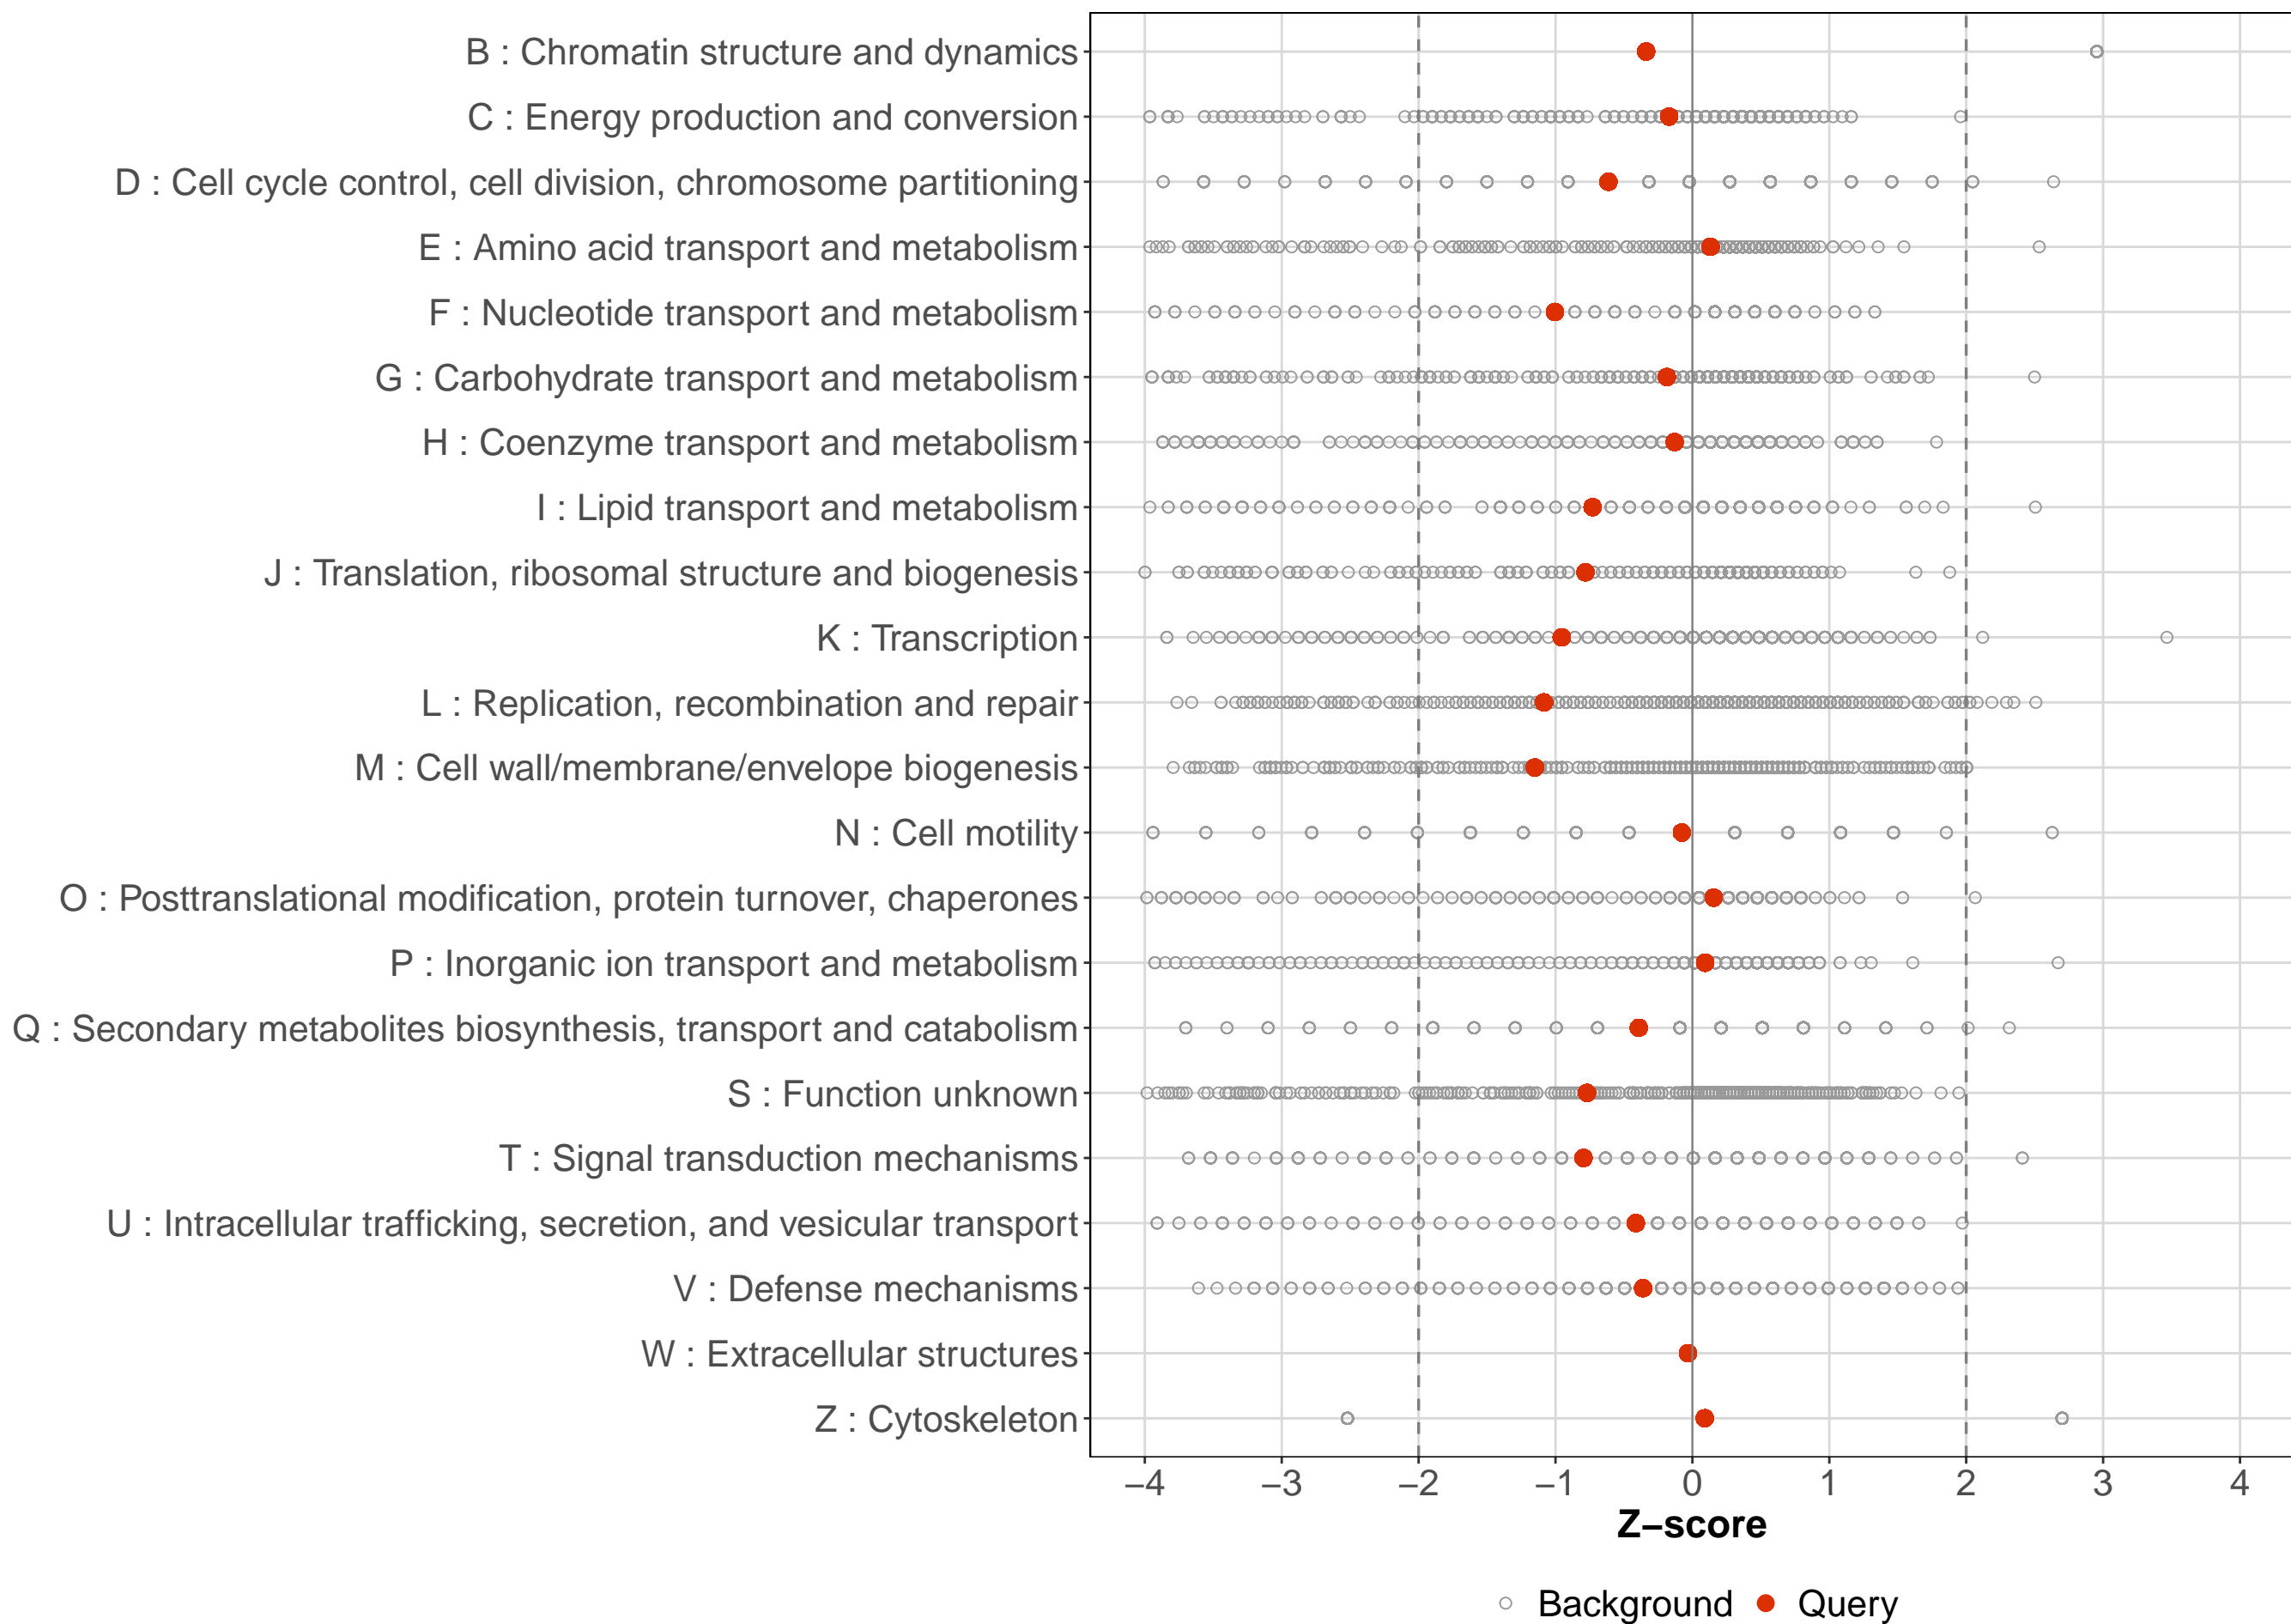 B : Chromatin structure and dynamics
C : Energy production and conversion
D : Cell cycle control, cell division, chromosome partitioning
E : Amino acid transport and metabolism
F : Nucleotide transport and metabolism
G : Carbohydrate transport and metabolism
H : Coenzyme transport and metabolism
I : Lipid transport and metabolism
J : Translation, ribosomal structure and biogenesis
K : Transcription
L : Replication, recombination and repair
M : Cell wall/membrane/envelope biogenesis
N : Cell motility
O : Posttranslational modification, protein turnover, chaperones
P : Inorganic ion transport and metabolism
Q : Secondary metabolites biosynthesis, transport and catabolism
S : Function unknown
T : Signal transduction mechanisms
U : Intracellular trafficking, secretion, and vesicular transport
V : Defense mechanisms
W : Extracellular structures
Z : Cytoskeleton
−4 −3 −2 −1 0 1 2 3 4
Z−score
Background Query